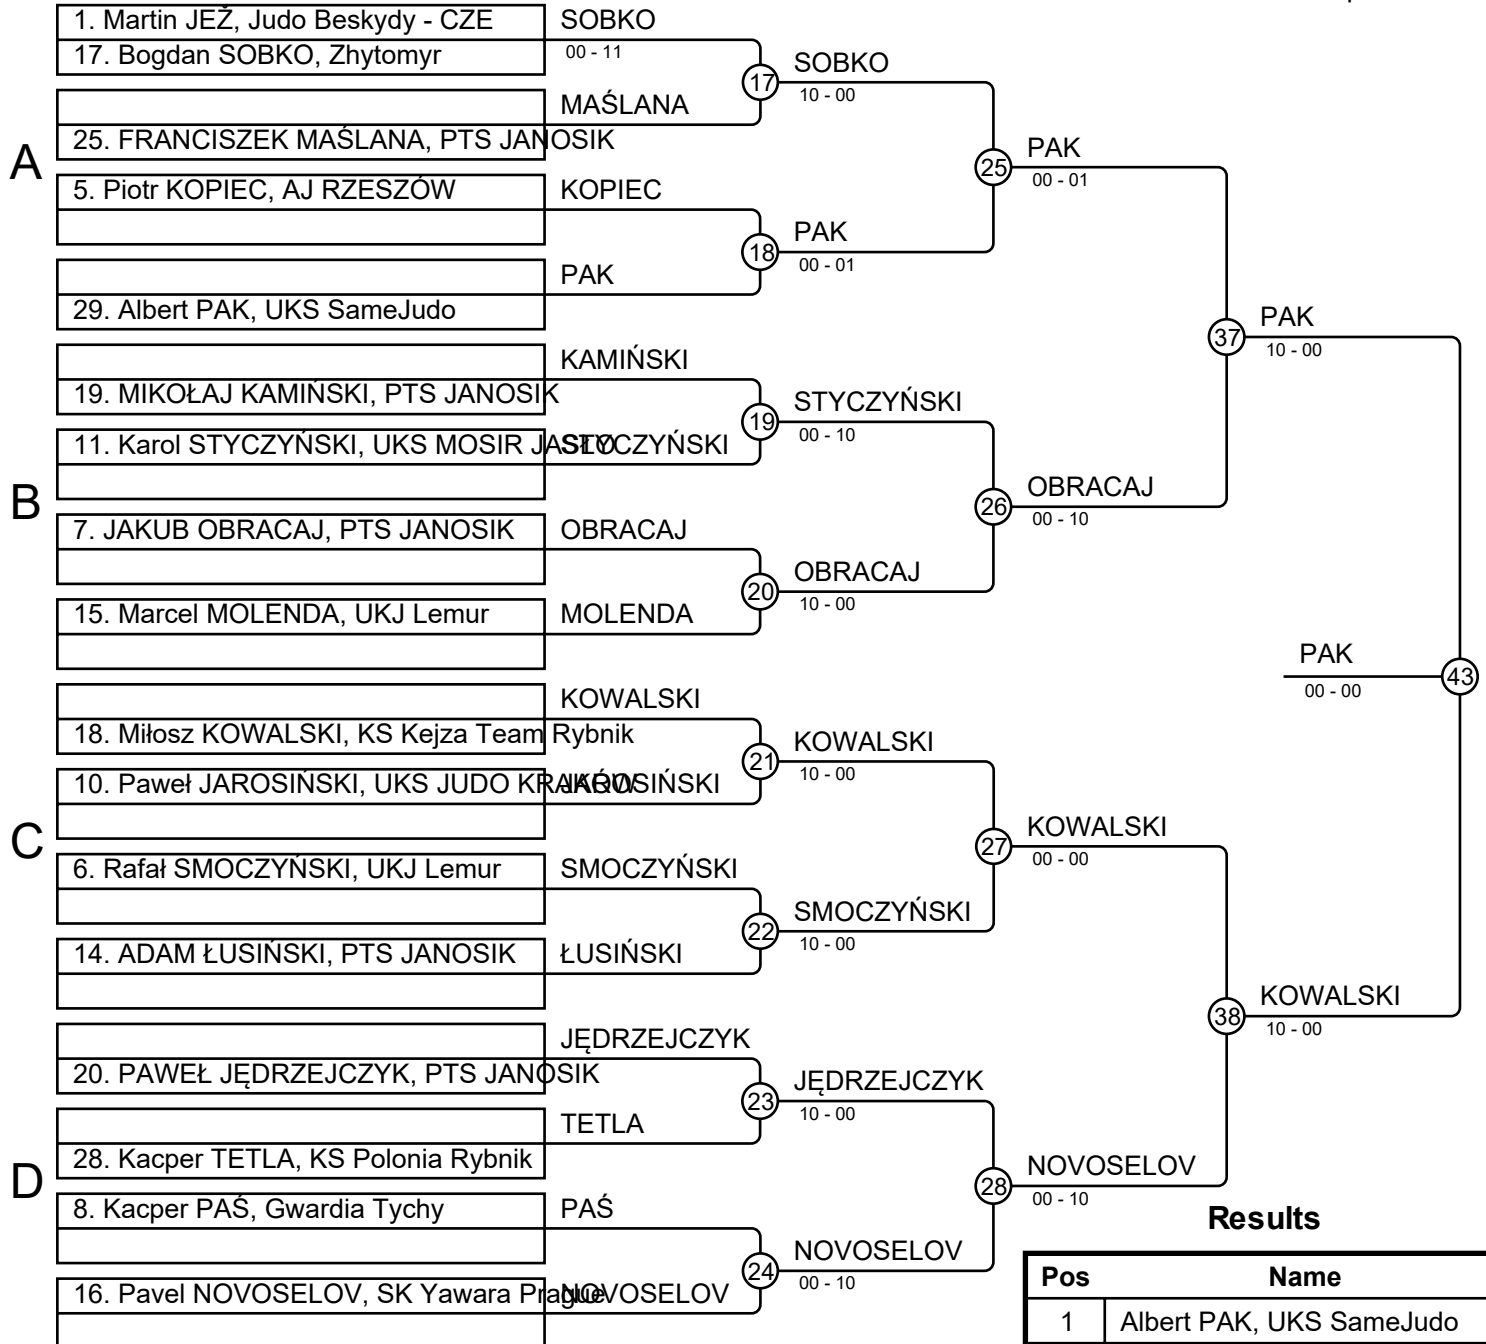 1. Martin JEŽ, Judo Beskydy - CZE
17. Bogdan SOBKO, Zhytomyr
SOBKO
00 - 11
25. FRANCISZEK MAŚLANA, PTS JANOSIK
MAŚLANA
17
SOBKO
10 - 00
A
5. Piotr KOPIEC, AJ RZESZÓW
KOPIEC
29. Albert PAK, UKS SameJudo
PAK
18
PAK
00 - 01
25
PAK
00 - 01
19. MIKOŁAJ KAMIŃSKI, PTS JANOSIK
KAMIŃSKI
11. Karol STYCZYŃSKI, UKS MOSIR JASŁO
STYCZYŃSKI
19
STYCZYŃSKI
00 - 10
B
7. JAKUB OBRACAJ, PTS JANOSIK
OBRACAJ
15. Marcel MOLENDA, UKJ Lemur
MOLENDA
20
OBRACAJ
10 - 00
26
OBRACAJ
00 - 10
37
PAK
10 - 00
18. Miłosz KOWALSKI, KS Kejza Team Rybnik
KOWALSKI
10. Paweł JAROSIŃSKI, UKS JUDO KRAKÓW
JAROSIŃSKI
21
KOWALSKI
10 - 00
C
6. Rafał SMOCZYŃSKI, UKJ Lemur
SMOCZYŃSKI
14. ADAM ŁUSIŃSKI, PTS JANOSIK
ŁUSIŃSKI
22
SMOCZYŃSKI
10 - 00
27
KOWALSKI
00 - 00
20. PAWEŁ JĘDRZEJCZYK, PTS JANOSIK
JĘDRZEJCZYK
28. Kacper TETLA, KS Polonia Rybnik
TETLA
23
JĘDRZEJCZYK
10 - 00
D
8. Kacper PAŚ, Gwardia Tychy
PAŚ
16. Pavel NOVOSELOV, SK Yawara Prague
NOVOSELOV
24
NOVOSELOV
00 - 10
28
NOVOSELOV
00 - 10
38
KOWALSKI
10 - 00
43
PAK
00 - 00
Results
Pos Name
1 Albert PAK, UKS SameJudo